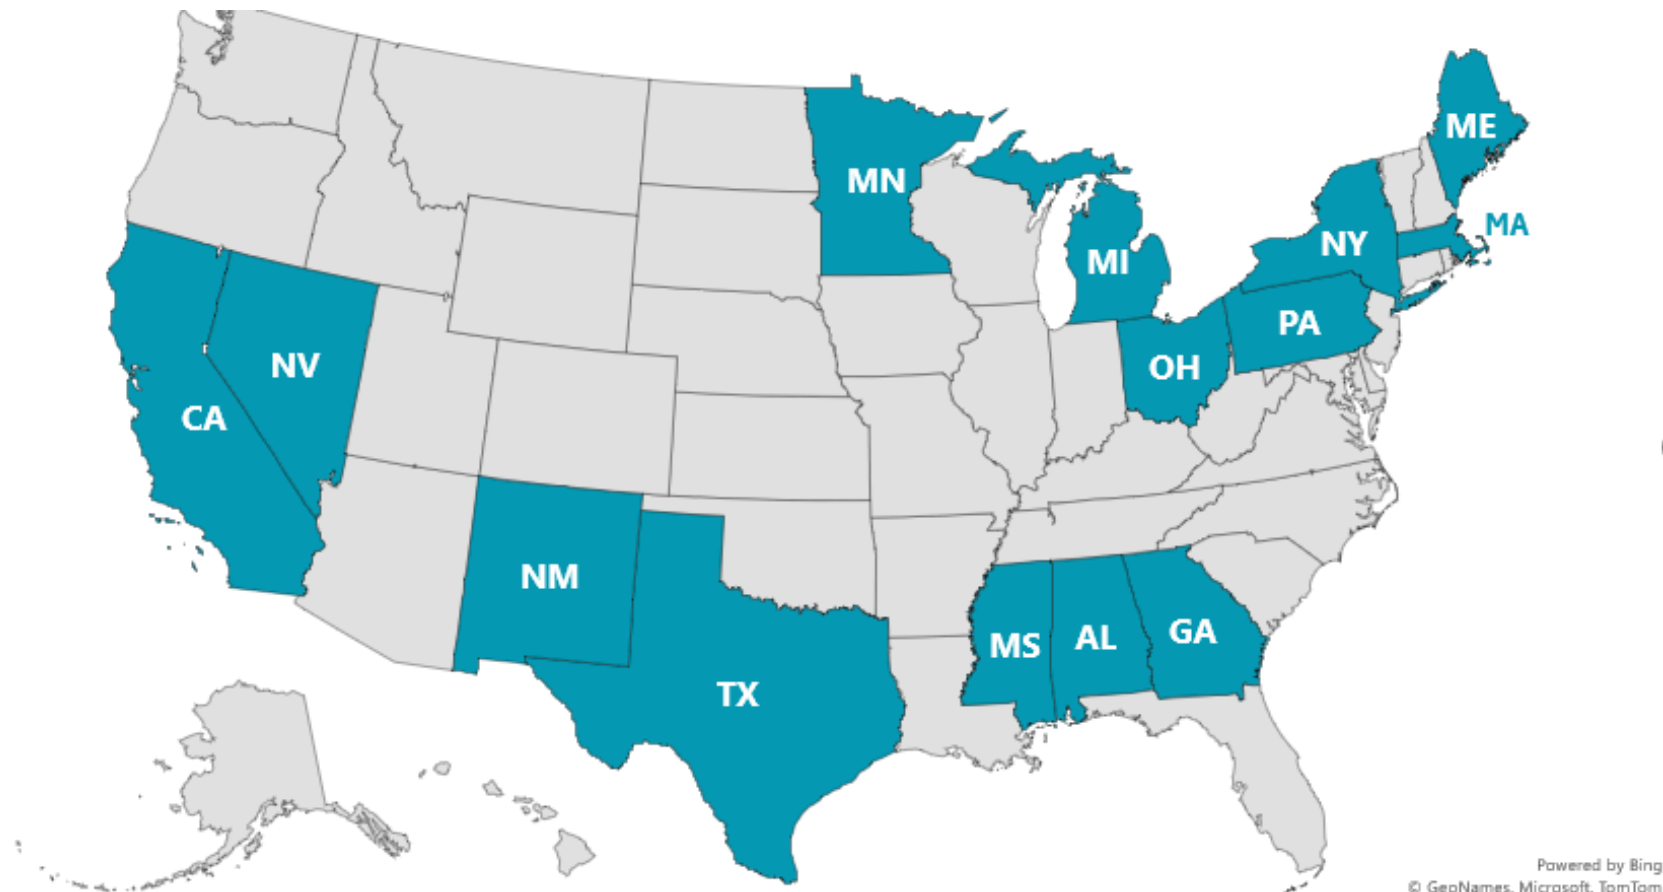 ME
MN
MA
NY
MI
PA
NV
OH
CA
NM
GA
AL
MS
TX
Powered by Bing
© GeoNames, Microsoft, TomTom